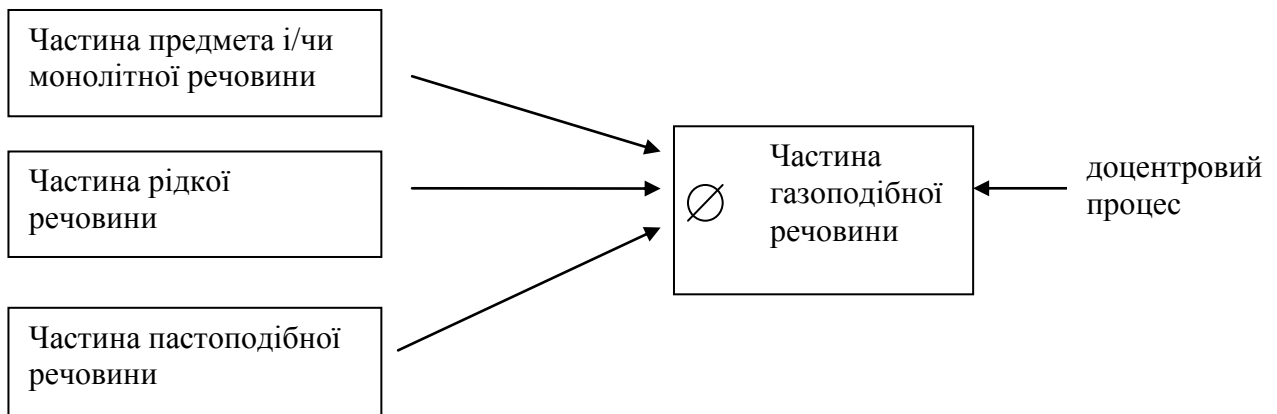 Частина предмета і/чи
монолітної речовини
Частина рідкої
речовини
Частина пастоподібної
речовини
∅
Частина
газоподібної
речовини
доцентровий
процес